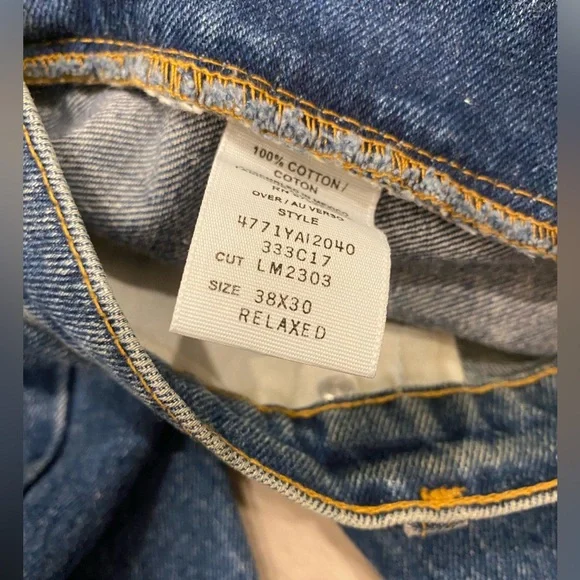 100% COTTON/
COTON
OVER/AU VERSO
STYLE
4771YAI2040
333C17
CUT LM2303
SIZE 38X30
RELAXED